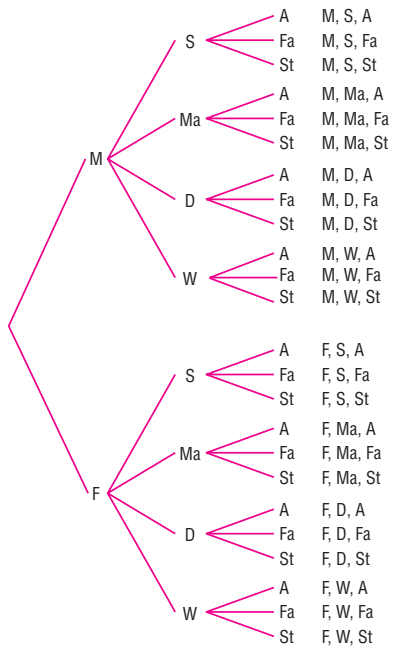 A M, S, A
S Fa M, S, Fa
St M, S, St
A M, Ma, A
Ma Fa M, Ma, Fa
St M, Ma, St
M
A M, D, A
D Fa M, D, Fa
St M, D, St
A M, W, A
W Fa M, W, Fa
St M, W, St
A F, S, A
S Fa F, S, Fa
St F, S, St
A F, Ma, A
Ma Fa F, Ma, Fa
St F, Ma, St
F
A F, D, A
D Fa F, D, Fa
St F, D, St
A F, W, A
W Fa F, W, Fa
St F, W, St